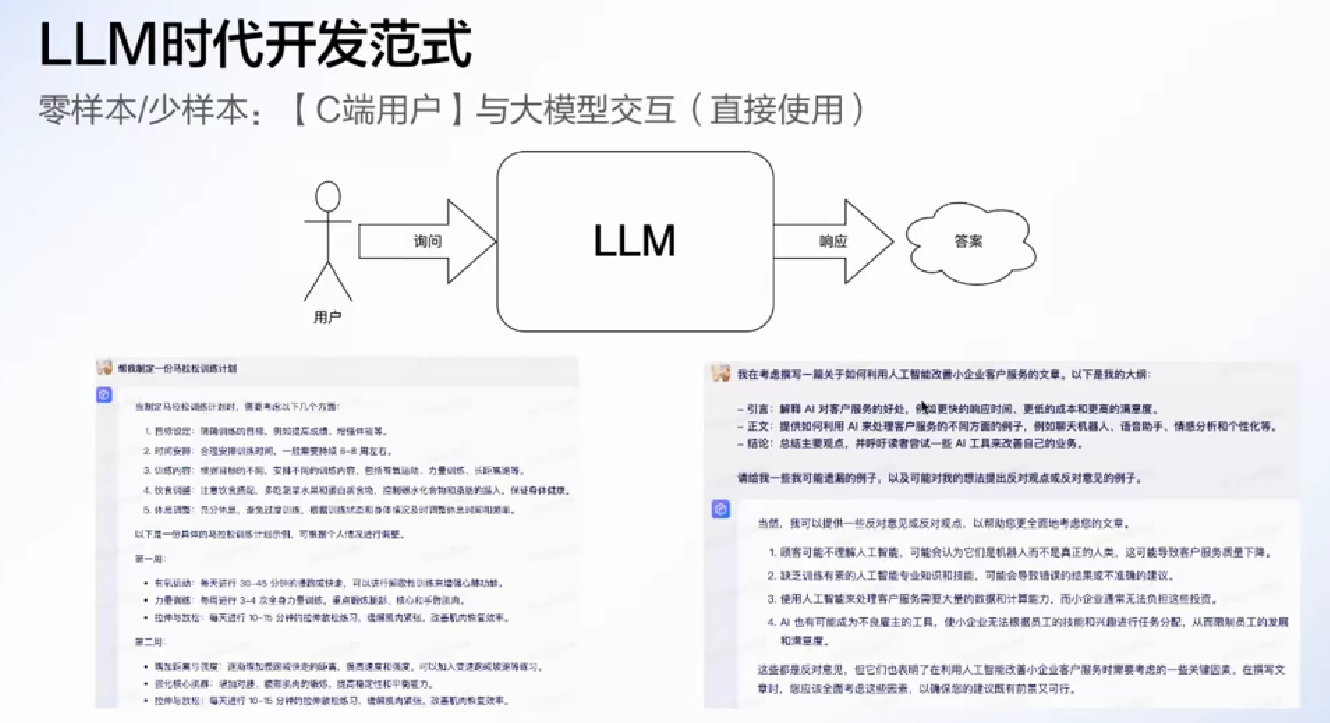 LLM时代开发范式
零样本/少样本：【C端用户】与大模型交互（直接使用）
用户
询问
LLM
响应
答案
帮我制定一份马拉松训练计划
当制定马拉松训练计划时，需要考虑以下几个方面：
1. 目标设定：明确训练的目标，例如提高成绩、增强体能等。
2. 时间安排：合理安排训练时间，一般需要持续 6-8 周左右。
3. 训练内容：根据目标的不同，安排不同的训练内容，包括有氧运动、力量训练、长距离跑等。
4. 饮食调整：注意饮食搭配，多吃蔬菜水果和蛋白质食物，控制碳水化合物和脂肪的摄入，保证身体健康。
5. 休息调整：充分休息，避免过度训练，根据训练状态和身体情况及时调整休息时间和频率。
以下是一份具体的马拉松训练计划示例，可根据个人情况进行调整。
第一周：
• 有氧运动：每天进行 30-45 分钟的慢跑或快走，可以进行间歇性训练来增强心肺功能。
• 力量训练：每周进行 3-4 次全身力量训练，重点锻炼腿部、核心和手臂肌肉。
• 拉伸与放松：每天进行 10-15 分钟的拉伸放松练习，缓解肌肉紧张，改善肌肉恢复效率。
第二周：
• 增加距离与强度：逐渐增加慢跑或快走的距离，提高速度和强度，可以加入变速跑或坡道等练习。
• 强化核心肌群：增加对腰、腹部肌肉的锻炼，提高稳定性和平衡能力。
• 拉伸与放松：每天进行 10-15 分钟的拉伸放松练习，缓解肌肉紧张，改善肌肉恢复效率。
我在考虑撰写一篇关于如何利用人工智能改善小企业客户服务的文章。以下是我的大纲：
- 引言：解释 AI 对客户服务的好处，例如更快的响应时间、更低的成本和更高的满意度。
- 正文：提供如何利用 AI 来处理客户服务的不同方面的例子，例如聊天机器人、语音助手、情感分析和个性化等。
- 结论：总结主要观点，并呼吁读者尝试一些 AI 工具来改善自己的业务。
请给我一些我可能遗漏的例子，以及可能对我的想法提出反对观点或反对意见的例子。
当然，我可以提供一些反对意见或反对观点，以帮助您更全面地考虑您的文章。
1. 顾客可能不理解人工智能，可能会认为它们是机器人而不是真正的人类，这可能导致客户服务质量下降。
2. 缺乏训练有素的人工智能专业知识和技能，可能会导致错误的结果或不准确的建议。
3. 使用人工智能来处理客户服务需要大量的数据和计算能力，而小企业通常无法负担这些投资。
4. AI 也有可能成为不良雇主的工具，使小企业无法根据员工的技能和兴趣进行任务分配，从而限制员工的发展
和满意度。
这些都是反对意见，但它们也表明了在利用人工智能改善小企业客户服务时需要考虑的一些关键因素。在撰写文
章时，您应该全面考虑这些因素，以确保您的建议既有前景又可行。